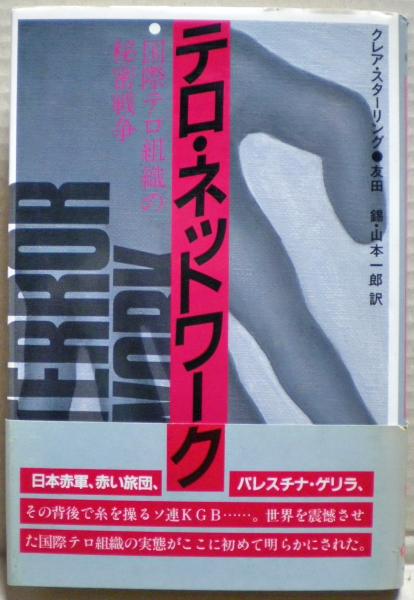 クレア・スターリング●友田 錫・山本一郎訳
テロ・ネットワーク
・国際テロ組織の
秘密戦争
TERROR
WORK
日本赤軍、赤い旅団、パレスチナ・ゲリラ、
その背後で糸を操るソ連KGB……。世界を震憾させ
た国際テロ組織の実態がここに初めて明らかにされた。